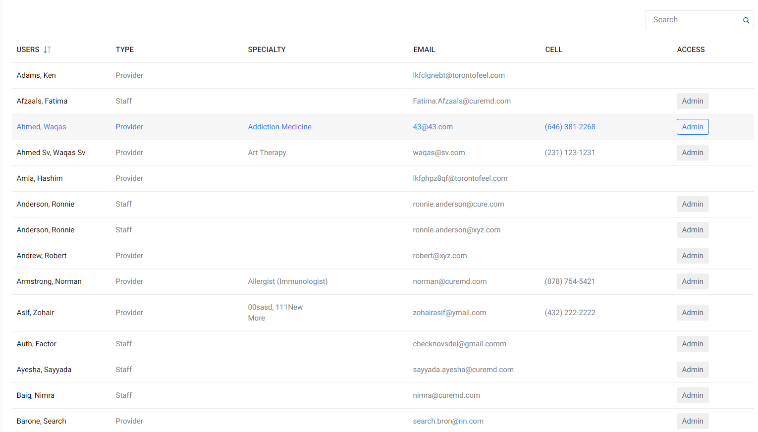 Search
USERS TYPE SPECIALTY EMAIL CELL ACCESS
Adams, Ken Provider lkfclgnebt@torontofeel.com
Afzaals, Fatima Staff Fatima.Afzaals@curemd.com Admin
Ahmed, Waqas Provider Addiction Medicine 43@43.com (646) 381-2268 Admin
Ahmed Sv, Waqas Sv Provider Art Therapy waqas@sv.com (231) 123-1231 Admin
Amla, Hashim Provider lkfphpz8qf@torontofeel.com
Anderson, Ronnie Staff ronnie.anderson@cure.com Admin
Anderson, Ronnie Staff ronnie.anderson@xyz.com Admin
Andrew, Robert Provider robert@xyz.com Admin
Armstrong, Norman Provider Allergist (Immunologist) norman@curemd.com (878) 754-5421 Admin
Asif, Zohair Provider 00sasd, 111New zohairasif@ymail.com (432) 222-2222 Admin
More
Auth, Factor Staff checknovsdel@gmail.comm Admin
Ayesha, Sayyada Staff sayyada.ayesha@curemd.com Admin
Baig, Nimra Staff nimra@curemd.com Admin
Barone, Search Provider search.bron@nn.com Admin